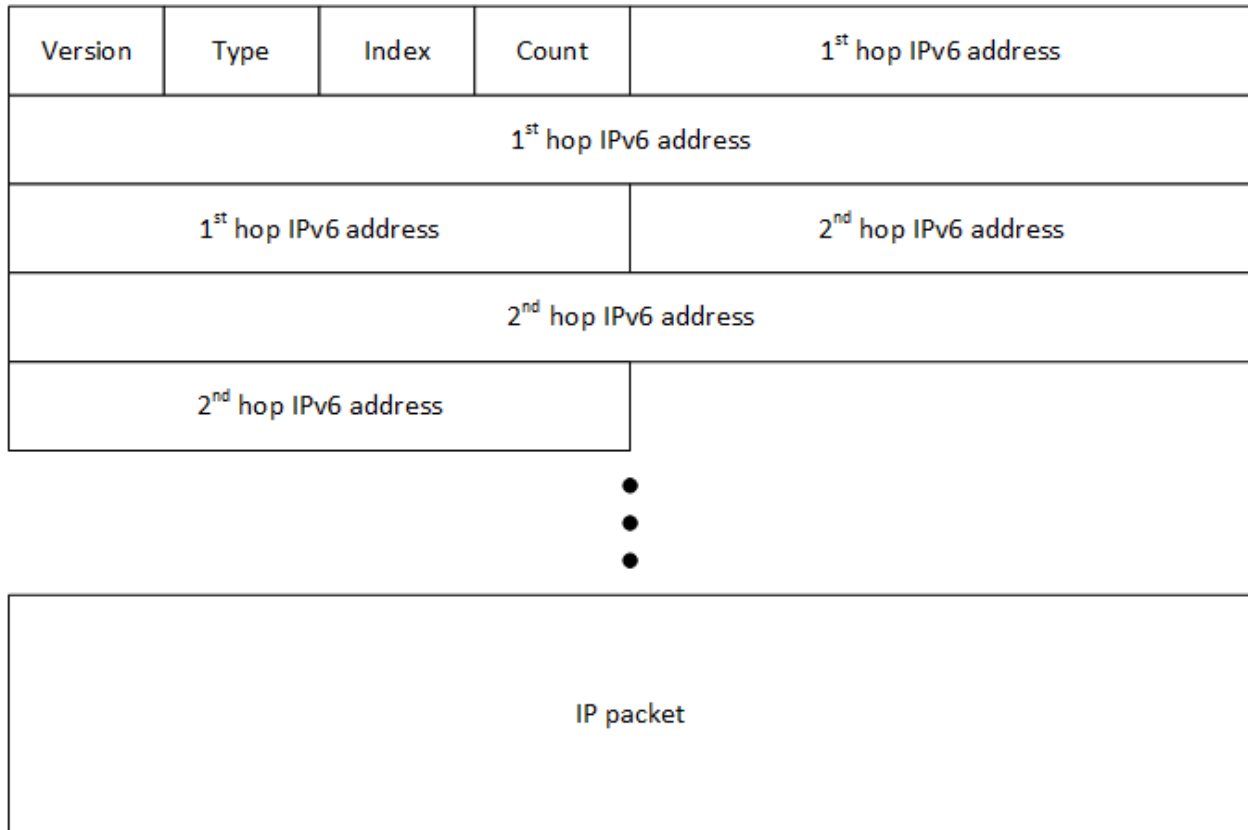 Version Type Index Count 1st hop IPv6 address
1st hop IPv6 address
1st hop IPv6 address 2nd hop IPv6 address
2nd hop IPv6 address
2nd hop IPv6 address
IP packet